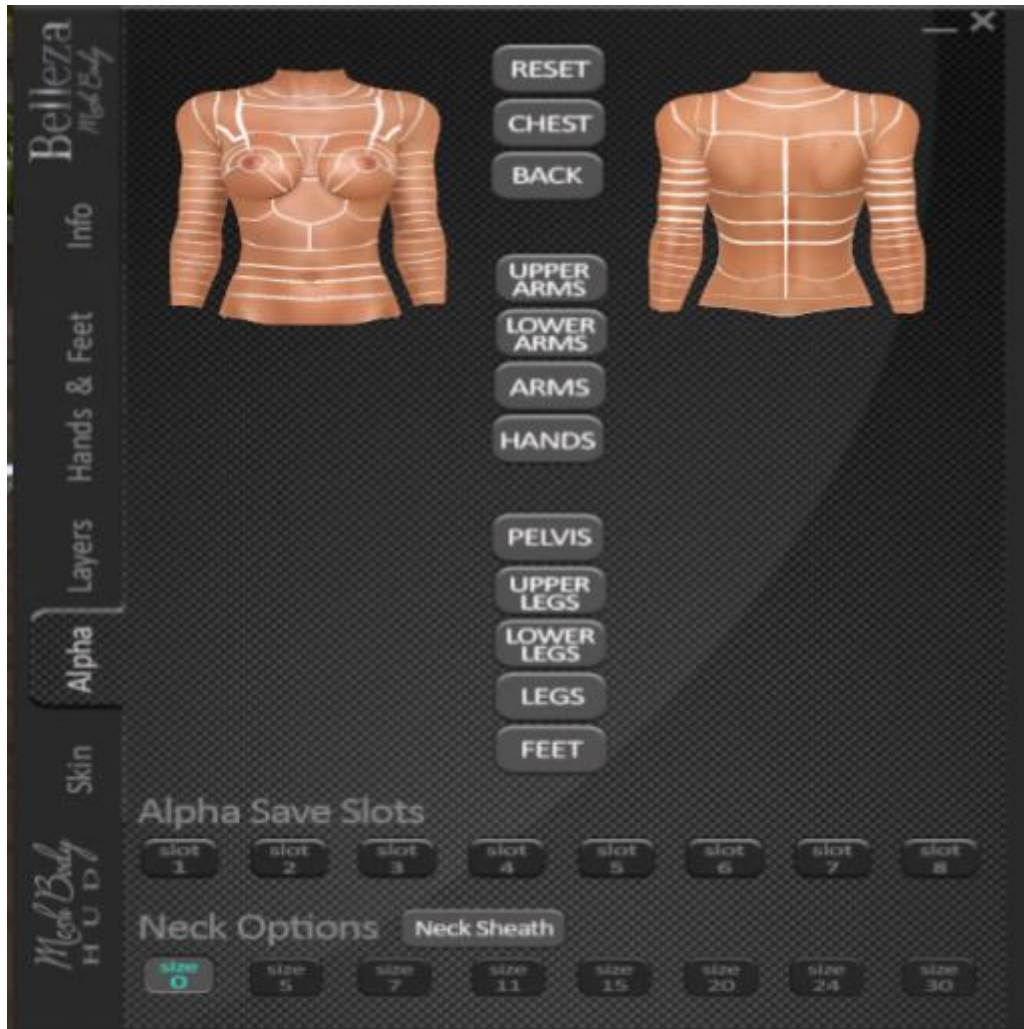 Belleza
Mesh Body
Info
Hands & Feet
Layers
Alpha
Skin
Mesh Body
HUD
RESET
CHEST
BACK
UPPER
ARMS
LOWER
ARMS
ARMS
HANDS
PELVIS
UPPER
LEGS
LOWER
LEGS
LEGS
FEET
Alpha Save Slots
slot 1 slot 2 slot 3 slot 4 slot 5 slot 6 slot 7 slot 8
Neck Options Neck Sheath
size 0 size 5 size 7 size 11 size 15 size 20 size 24 size 30